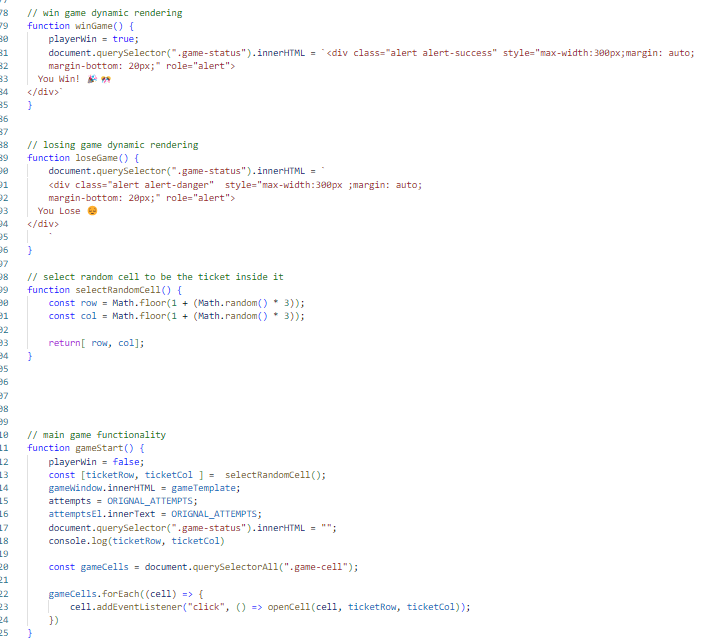 78 // win game dynamic rendering
79 function winGame() {
80 playerWin = true;
81 document.querySelector(".game-status").innerHTML = `<div class="alert alert-success" style="max-width:300px;margin: auto;
82 margin-bottom: 20px;" role="alert">
83 You Win! 🎉
84 </div>`
85 }
86
87
88 // losing game dynamic rendering
89 function loseGame() {
90 document.querySelector(".game-status").innerHTML = `
91 <div class="alert alert-danger"  style="max-width:300px ;margin: auto;
92 margin-bottom: 20px;" role="alert">
93 You Lose 😔
94 </div>
95 `
96 }
97
98 // select random cell to be the ticket inside it
99 function selectRandomCell() {
00 const row = Math.floor(1 + (Math.random() * 3));
01 const col = Math.floor(1 + (Math.random() * 3));
02
03 return[ row, col];
04 }
05
06
07
08
09
10 // main game functionality
11 function gameStart() {
12 playerWin = false;
13 const [ticketRow, ticketCol ] =  selectRandomCell();
14 gameWindow.innerHTML = gameTemplate;
15 attempts = ORIGNAL_ATTEMPTS;
16 attemptsEl.innerText = ORIGNAL_ATTEMPTS;
17 document.querySelector(".game-status").innerHTML = "";
18 console.log(ticketRow, ticketCol)
19
20 const gameCells = document.querySelectorAll(".game-cell");
21
22 gameCells.forEach((cell) => {
23 cell.addEventListener("click", () => openCell(cell, ticketRow, ticketCol));
24 })
25 }